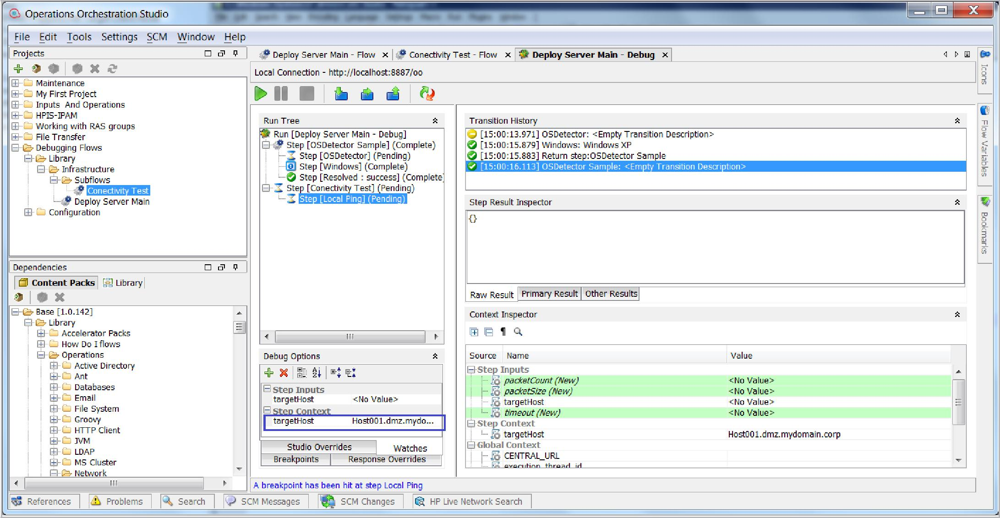 Operations Orchestration Studio
File Edit Tools Settings SCM Window Help
Projects
Maintenance
My First Project
Inputs And Operations
HPIS-IPAM
Working with RAS groups
File Transfer
Debugging Flows
Library
Infrastructure
Subflows
Conectivity Test
Deploy Server Main
Configuration
Dependencies
Content Packs Library
Base [1.0.142]
Library
Accelerator Packs
How Do I flows
Operations
Active Directory
Ant
Databases
Email
File System
Groovy
HTTP Client
JVM
LDAP
MS Cluster
Network
Deploy Server Main - Flow Conectivity Test - Flow Deploy Server Main - Debug
Local Connection - http://localhost:8887/oo
Run Tree
Run [Deploy Server Main - Debug]
Step [OSDetector Sample] (Complete)
Step [OSDetector] (Pending)
Step [Windows] (Complete)
Step [Resolved : success] (Complete)
Step [Conectivity Test] (Pending)
Step [Local Ping] (Pending)
Debug Options
Step Inputs
targetHost <No Value>
Step Context
targetHost Host001.dmz.mydo...
Studio Overrides Watches
Breakpoints Response Overrides
Transition History
[15:00:13.971] OSDetector: <Empty Transition Description>
[15:00:15.879] Windows: Windows XP
[15:00:15.883] Return step:OSDetector Sample
[15:00:16.113] OSDetector Sample: <Empty Transition Description>
Step Result Inspector
{}
Raw Result Primary Result Other Results
Context Inspector
Source Name Value
Step Inputs
packetCount (New) <No Value>
packetSize (New) <No Value>
targetHost <No Value>
timeout (New) <No Value>
Step Context
targetHost Host001.dmz.mydomain.corp
Global Context
CENTRAL_URL
execution_thread_id
Icons
Flow Variables
Bookmarks
A breakpoint has been hit at step Local Ping
References Problems Search SCM Messages SCM Changes HP Live Network Search